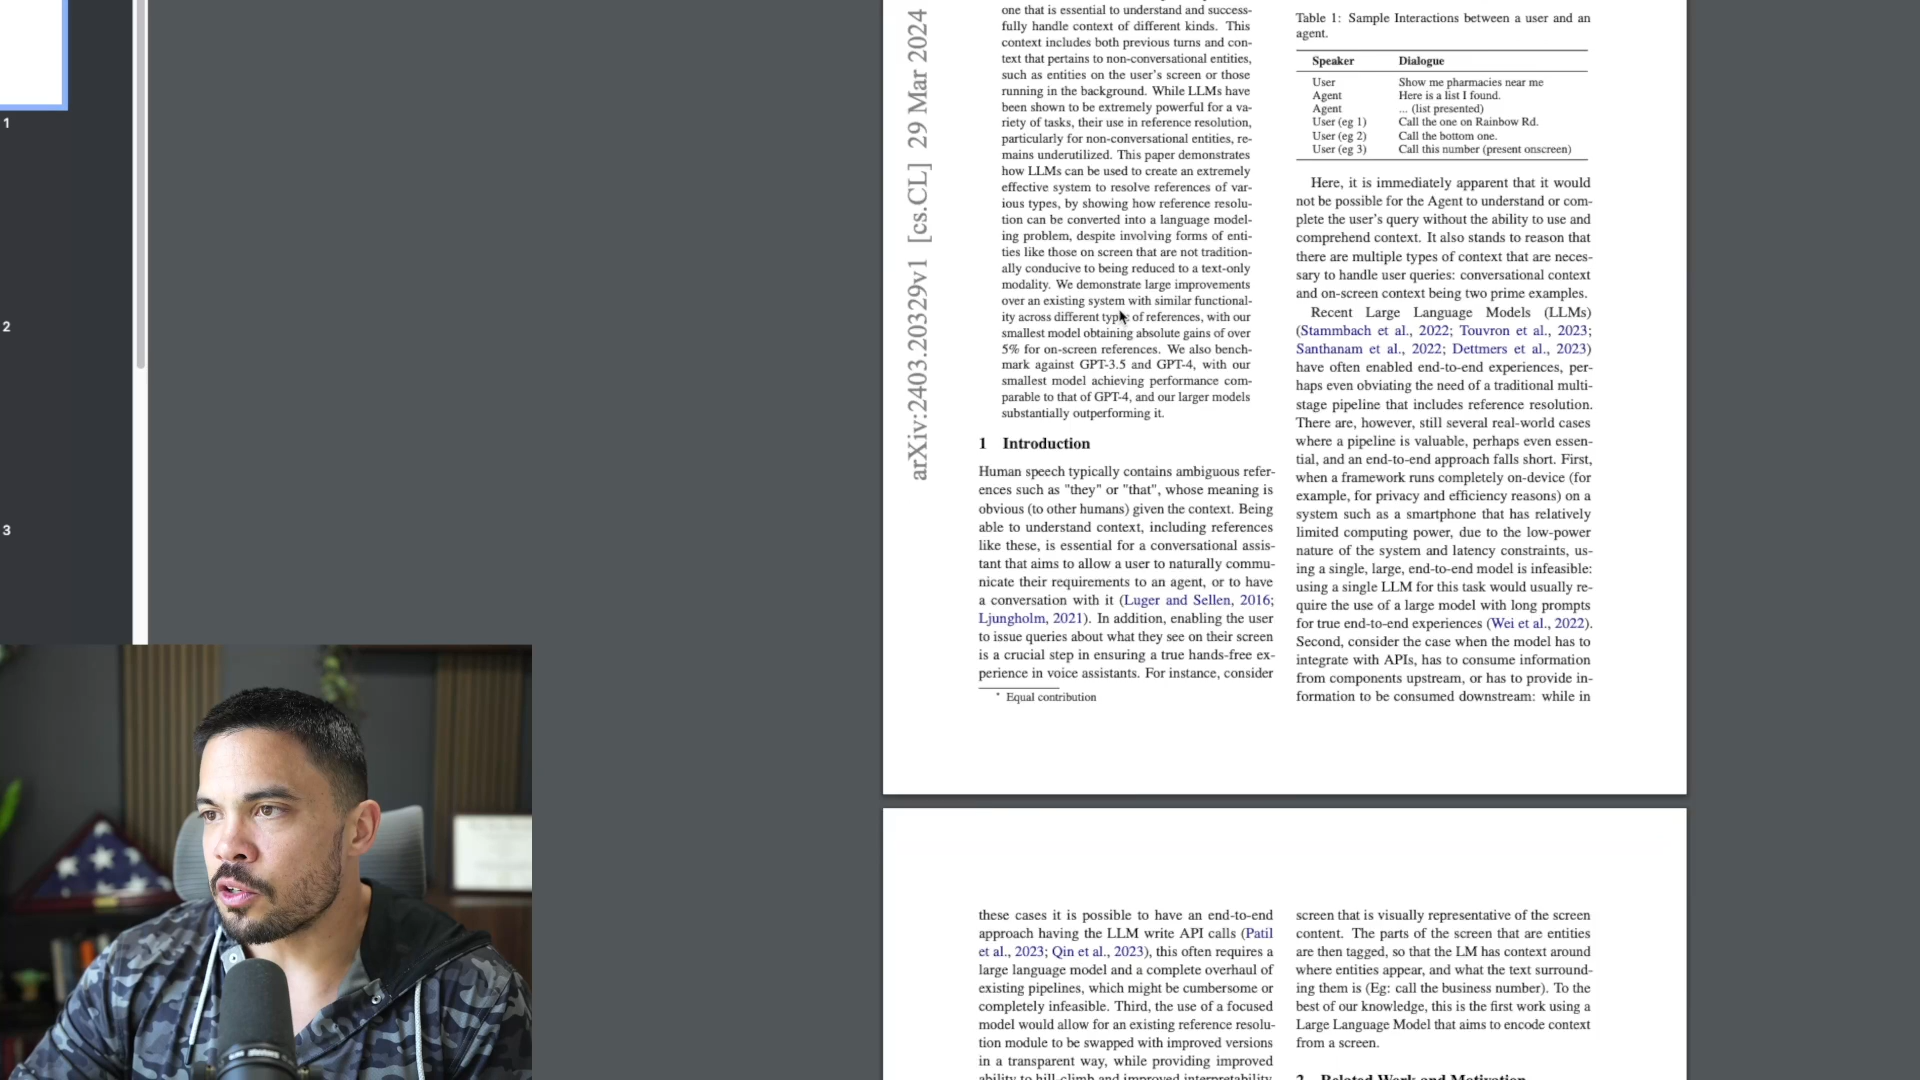 1
2
3
arXiv:2403.20329v1 [cs.CL] 29 Mar 2024
one that is essential to understand and success-
fully handle context of different kinds. This
context includes both previous turns and con-
text that pertains to non-conversational entities,
such as entities on the user's screen or those
running in the background. While LLMs have
been shown to be extremely powerful for a va-
riety of tasks, their use in reference resolution,
particularly for non-conversational entities, re-
mains underutilized. This paper demonstrates
how LLMs can be used to create an extremely
effective system to resolve references of var-
ious types, by showing how reference resolu-
tion can be converted into a language model-
ing problem, despite involving forms of enti-
ties like those on screen that are not tradition-
ally conducive to being reduced to a text-only
modality. We demonstrate large improvements
over an existing system with similar functional-
ity across different types of references, with our
smallest model obtaining absolute gains of over
5% for on-screen references. We also bench-
mark against GPT-3.5 and GPT-4, with our
smallest model achieving performance com-
parable to that of GPT-4, and our larger models
substantially outperforming it.
1 Introduction
Human speech typically contains ambiguous refer-
ences such as "they" or "that", whose meaning is
obvious (to other humans) given the context. Being
able to understand context, including references
like these, is essential for a conversational assis-
tant that aims to allow a user to naturally commu-
nicate their requirements to an agent, or to have
a conversation with it (Luger and Sellen, 2016;
Ljungholm, 2021). In addition, enabling the user
to issue queries about what they see on their screen
is a crucial step in ensuring a true hands-free ex-
perience in voice assistants. For instance, consider
* Equal contribution
Table 1: Sample Interactions between a user and an
agent.
Speaker Dialogue
User Show me pharmacies near me
Agent Here is a list I found.
Agent ... (list presented)
User (eg 1) Call the one on Rainbow Rd.
User (eg 2) Call the bottom one.
User (eg 3) Call this number (present onscreen)
Here, it is immediately apparent that it would
not be possible for the Agent to understand or com-
plete the user's query without the ability to use and
comprehend context. It also stands to reason that
there are multiple types of context that are neces-
sary to handle user queries: conversational context
and on-screen context being two prime examples.
Recent Large Language Models (LLMs)
(Stammbach et al., 2022; Touvron et al., 2023;
Santhanam et al., 2022; Dettmers et al., 2023)
have often enabled end-to-end experiences, per-
haps even obviating the need of a traditional multi-
stage pipeline that includes reference resolution.
There are, however, still several real-world cases
where a pipeline is valuable, perhaps even essen-
tial, and an end-to-end approach falls short. First,
when a framework runs completely on-device (for
example, for privacy and efficiency reasons) on a
system such as a smartphone that has relatively
limited computing power, due to the low-power
nature of the system and latency constraints, us-
ing a single, large, end-to-end model is infeasible:
using a single LLM for this task would usually re-
quire the use of a large model with long prompts
for true end-to-end experiences (Wei et al., 2022).
Second, consider the case when the model has to
integrate with APIs, has to consume information
from components upstream, or has to provide in-
formation to be consumed downstream: while in
these cases it is possible to have an end-to-end
approach having the LLM write API calls (Patil
et al., 2023; Qin et al., 2023), this often requires a
large language model and a complete overhaul of
existing pipelines, which might be cumbersome or
completely infeasible. Third, the use of a focused
model would allow for an existing reference resolu-
tion module to be swapped with improved versions
in a transparent way, while providing improved
ability to hill-climb and improved interpretability,
screen that is visually representative of the screen
content. The parts of the screen that are entities
are then tagged, so that the LM has context around
where entities appear, and what the text surround-
ing them is (Eg: call the business number). To the
best of our knowledge, this is the first work using a
Large Language Model that aims to encode context
from a screen.
2 Related Work and Motivation